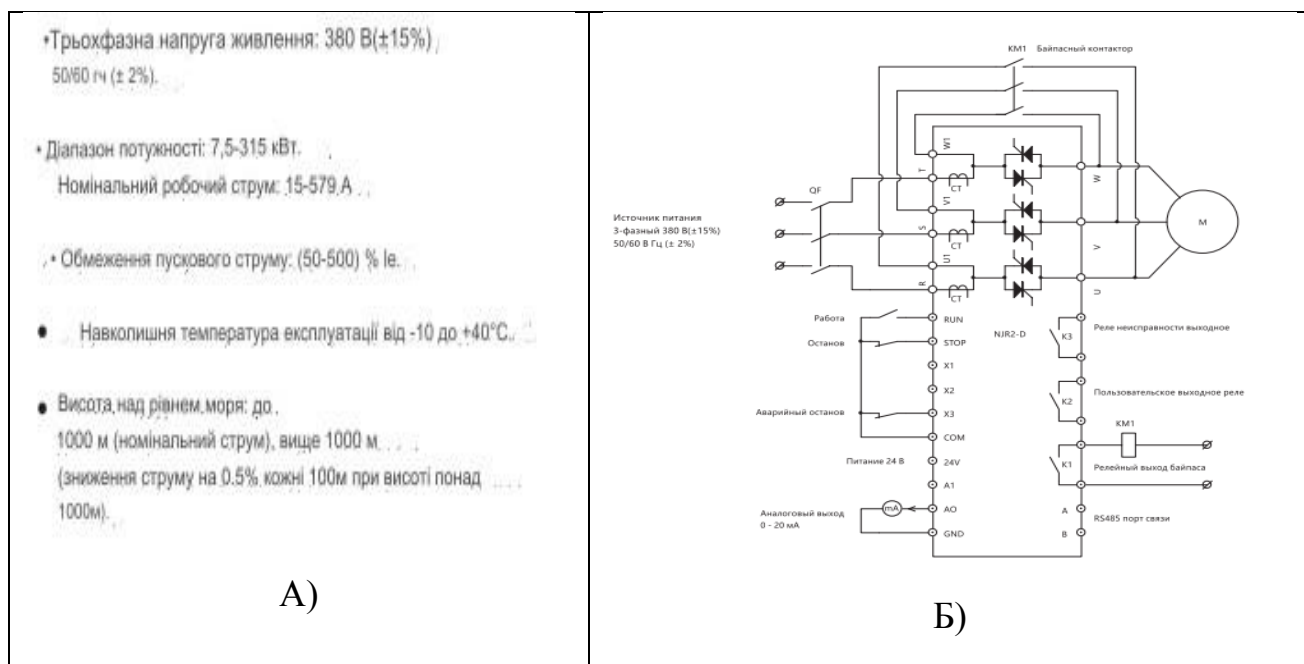 •Трьохфазна напруга живлення: 380 В(±15%)
50/60 гч (± 2%).
• Діапазон потужності: 7,5-315 кВт.
Номінальний робочий струм: 15-579 А
• Обмеження пускового струму: (50-500) % Ie.
• Навколишня температура експлуатації від -10 до +40°C.
• Висота над рівнем моря: до
1000 м (номінальний струм), вище 1000 м
(зниження струму на 0.5% кожні 100м при висоті понад
1000м).
А)
KM1 Байпасный контактор
QF
Источник питания
3-фазный 380 В(±15%)
50/60 В Гц (± 2%)
W1
T
CT
W
V1
S
CT
V
U1
R
CT
U
M
Работа
RUN
NJR2-D
K3
Реле неисправности выходное
Останов
STOP
X1
X2
K2
Пользовательское выходное реле
Аварийный останов
X3
KM1
COM
Питание 24 В
24V
K1
Релейный выход байпаса
A1
Аналоговый выход
0 - 20 мА
mA
AO
A
RS485 порт связи
GND
B
Б)